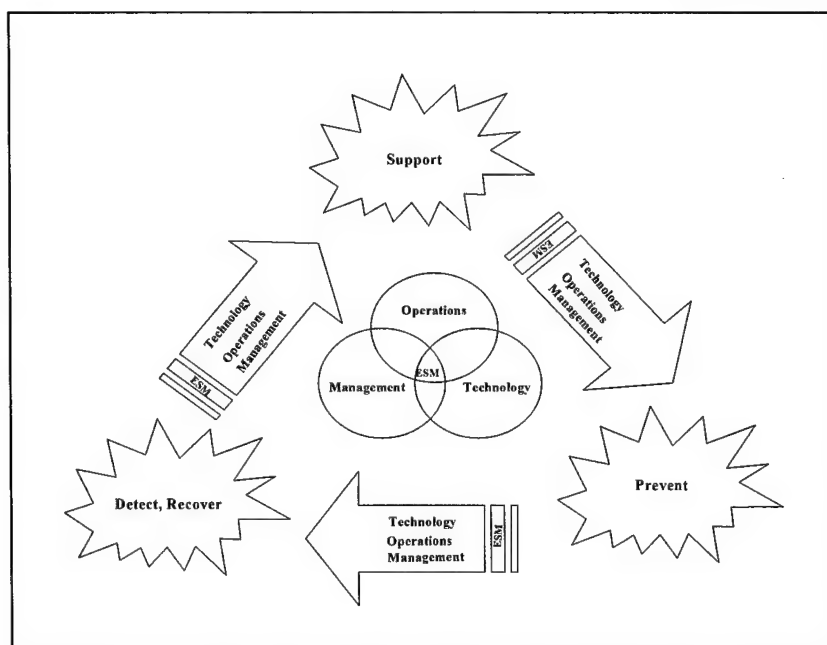 Support
ESM
Technology
Operations
Management
Technology
Operations
Management
ESM
Operations
ESM
Management
Technology
Prevent
Detect, Recover
Technology
Operations
Management
ESM